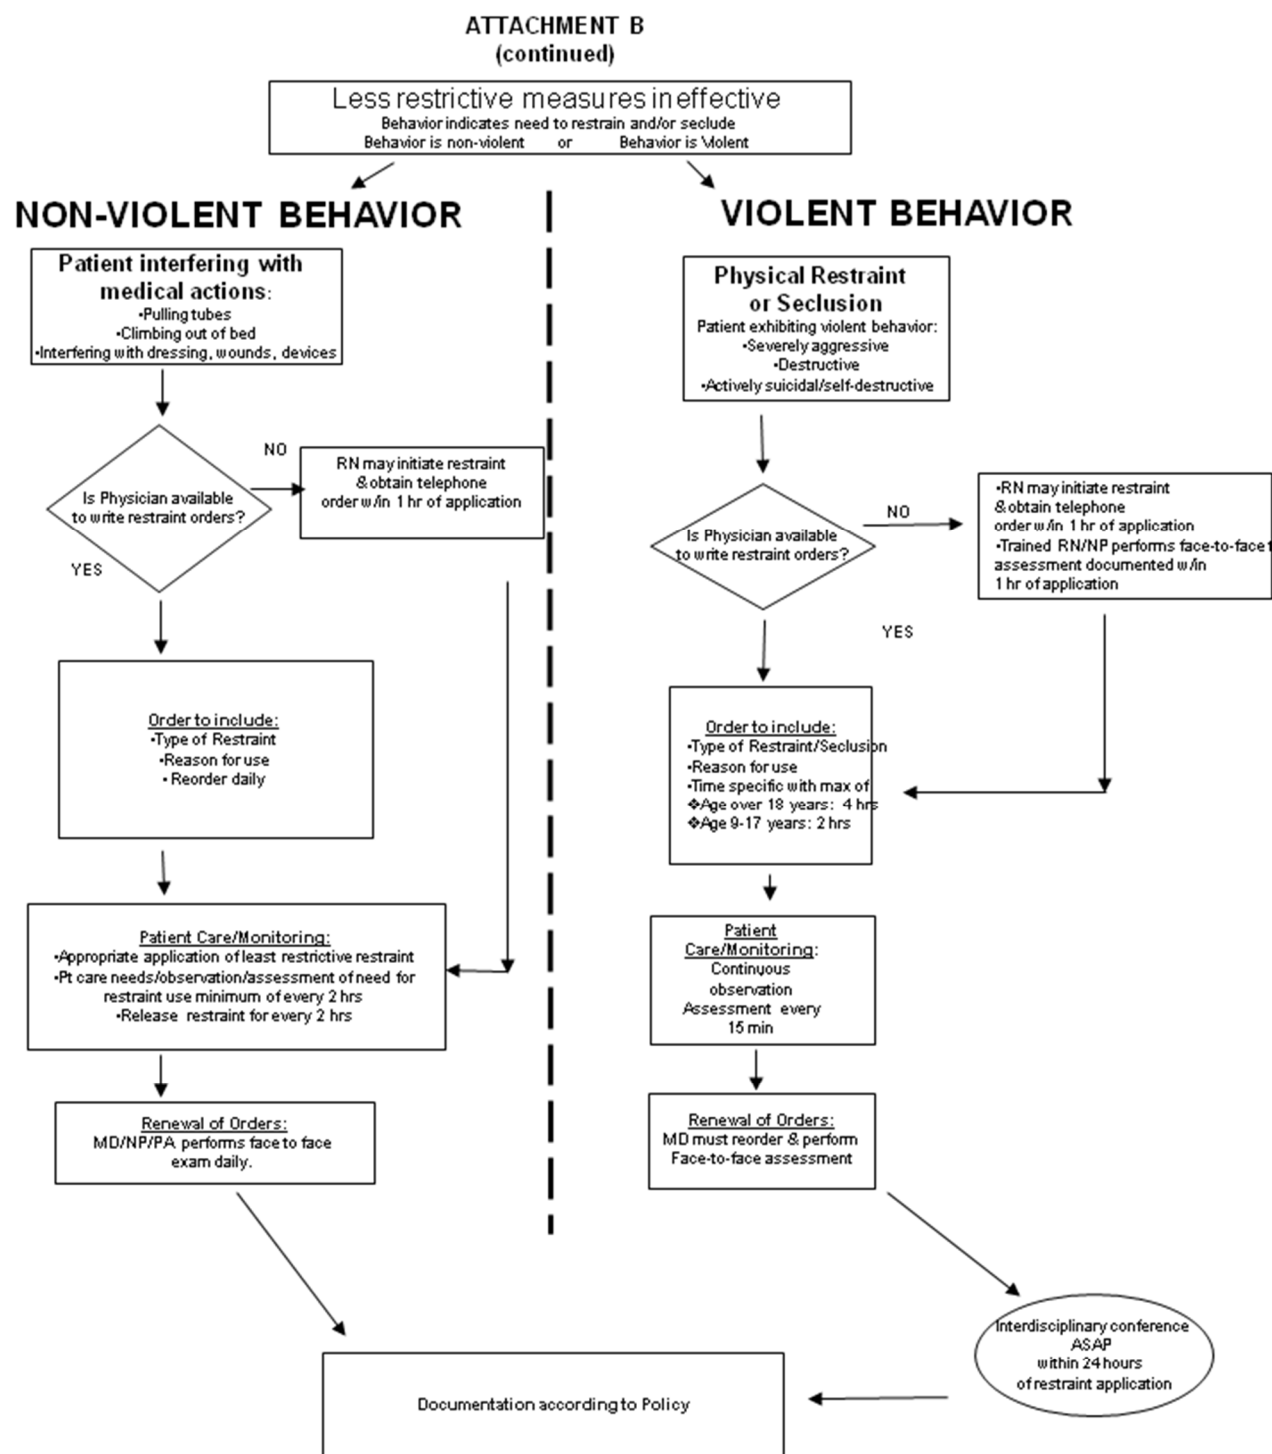 ATTACHMENT B
(continued)
Less restrictive measures ineffective
Behavior indicates need to restrain and/or seclude
Behavior is non-violent or Behavior is Violent
NON-VIOLENT BEHAVIOR
Patient interfering with
medical actions:
•Pulling tubes
•Climbing out of bed
•Interfering with dressing, wounds, devices
Is Physician available
to write restraint orders?
NO
RN may initiate restraint
& obtain telephone
order w/in 1 hr of application
YES
Order to include:
•Type of Restraint
•Reason for use
• Reorder daily
Patient Care/Monitoring:
•Appropriate application of least restrictive restraint
•Pt care needs/observation/assessment of need for
restraint use minimum of every 2 hrs
•Release restraint for every 2 hrs
Renewal of Orders:
MD/NP/PA performs face to face
exam daily.
VIOLENT BEHAVIOR
Physical Restraint
or Seclusion
Patient exhibiting violent behavior:
•Severely aggressive
•Destructive
•Actively suicidal/self-destructive
Is Physician available
to write restraint orders?
NO
•RN may initiate restraint
& obtain telephone
order w/in 1 hr of application
•Trained RN/NP performs face-to-face f
assessment documented w/in
1 hr of application
YES
Order to include:
•Type of Restraint/Seclusion
•Reason for use
•Time specific with max of
❖Age over 18 years: 4 hrs
❖Age 9-17 years: 2 hrs
Patient
Care/Monitoring:
Continuous
observation
Assessment every
15 min
Renewal of Orders:
MD must reorder & perform
Face-to-face assessment
Interdisciplinary conference
ASAP
within 24 hours
of restraint application
Documentation according to Policy